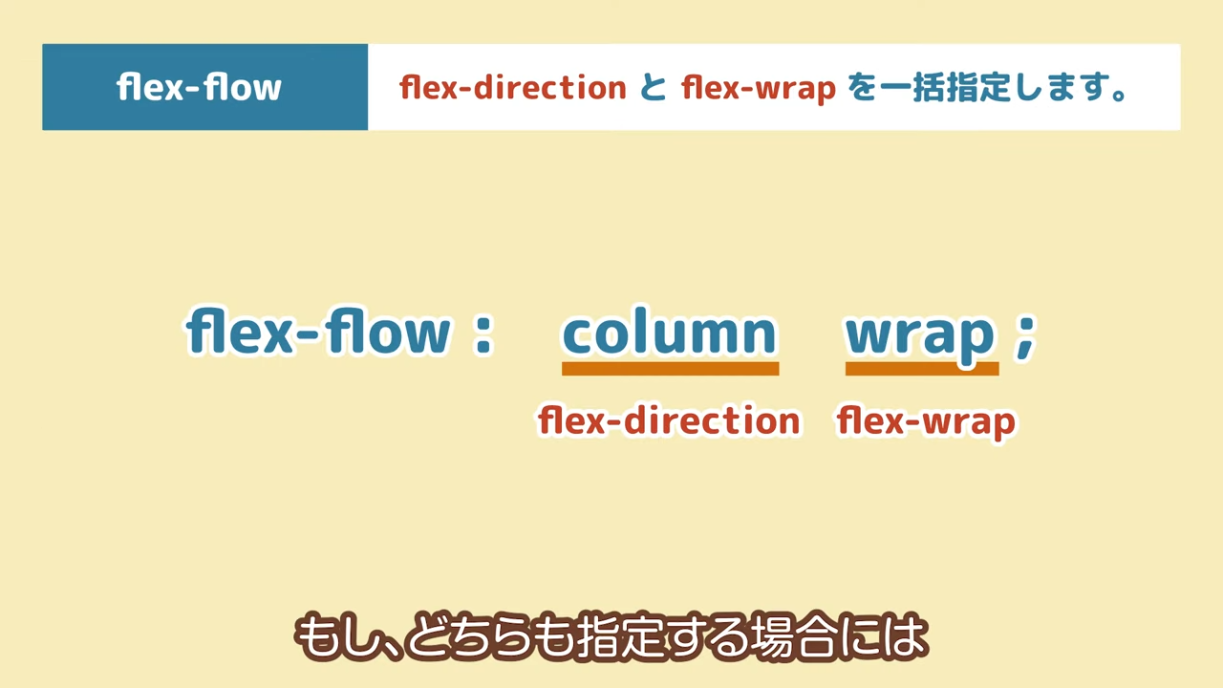 flex-flow
flex-direction と flex-wrap を一括指定します。
flex-flow : column wrap ;
flex-direction flex-wrap
もし、どちらも指定する場合には